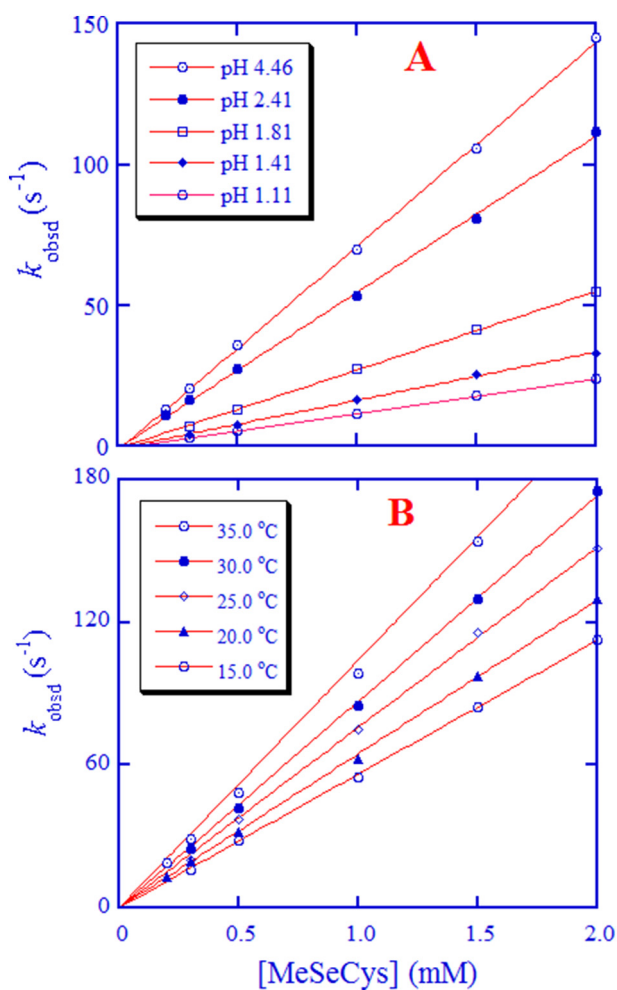 A
150
100
50
0
k obsd (s⁻¹)
pH 4.46
pH 2.41
pH 1.81
pH 1.41
pH 1.11
B
180
120
60
0
k obsd (s⁻¹)
35.0 °C
30.0 °C
25.0 °C
20.0 °C
15.0 °C
0 0.5 1.0 1.5 2.0
[MeSeCys] (mM)